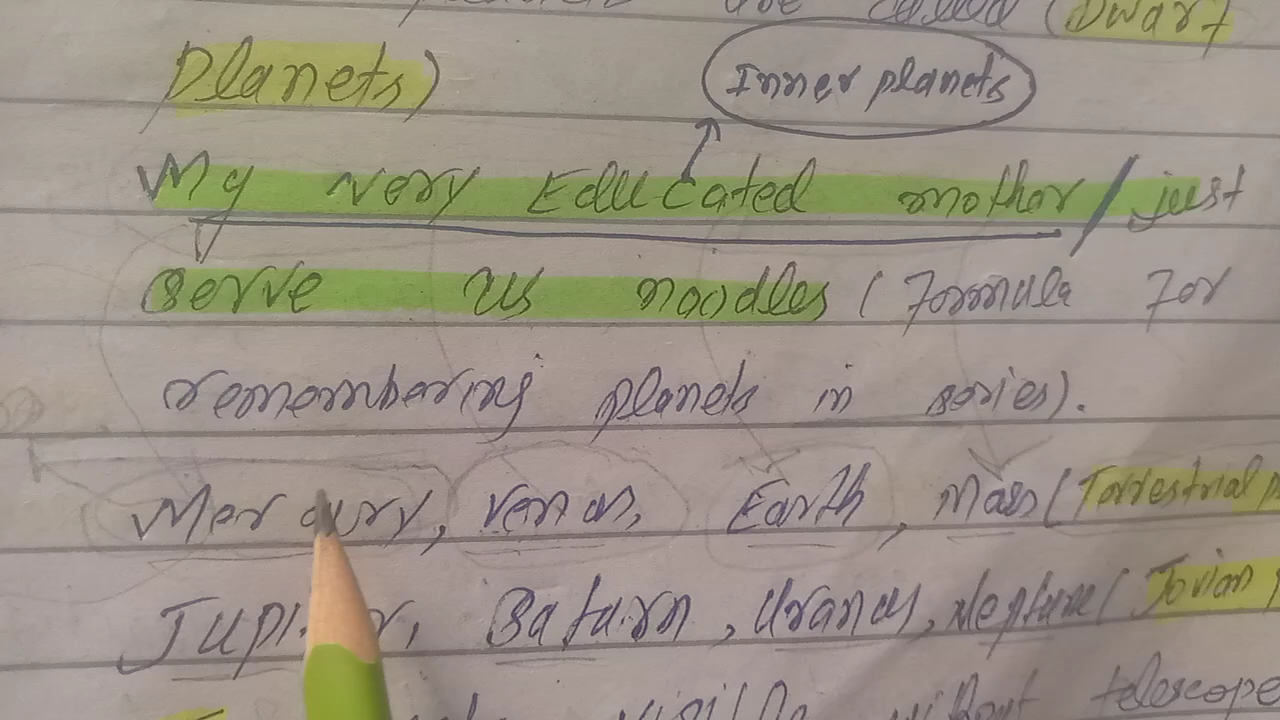 are called (Dwarf
Planets)
Inner planets
My very Educated mother / just
serve us noodles (Formula For
remembering planets in series).
Mercury, Venus, Earth, Mars (Terrestrial
Saturn, Uranus, Neptune (Jovian
without telescope